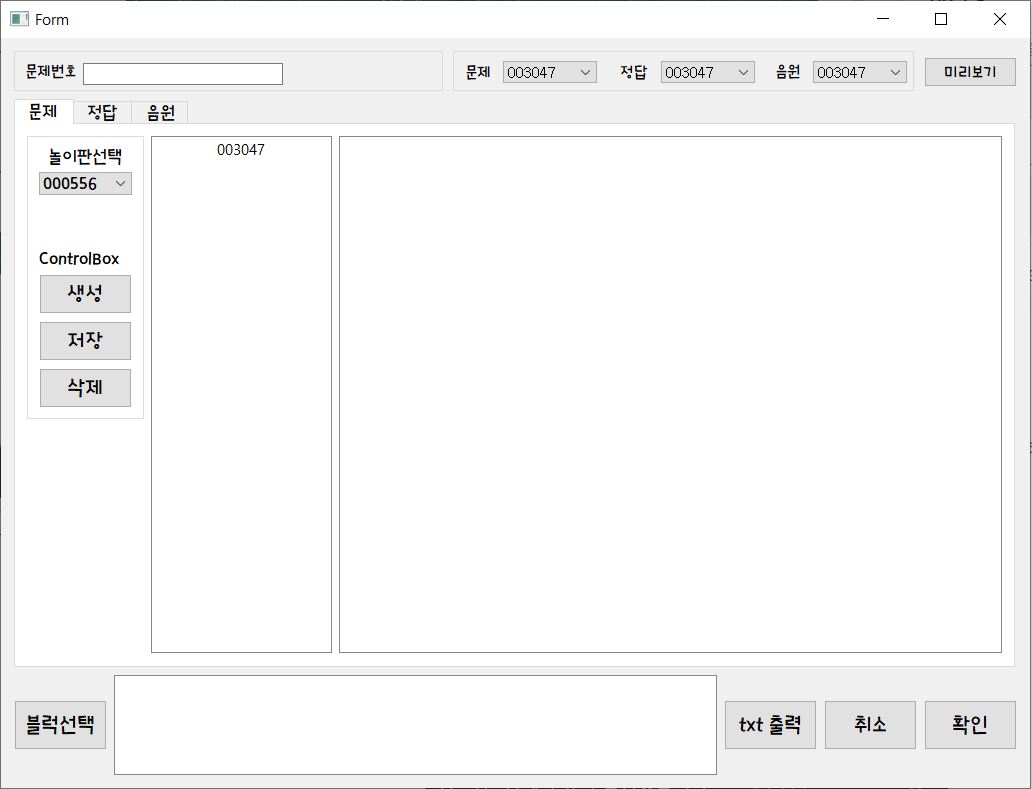 Form
문제번호
문제 003047 정답 003047 음원 003047 미리보기
문제 정답 음원
놀이판선택
000556
003047
ControlBox
생성
저장
삭제
블럭선택
txt 출력 취소 확인